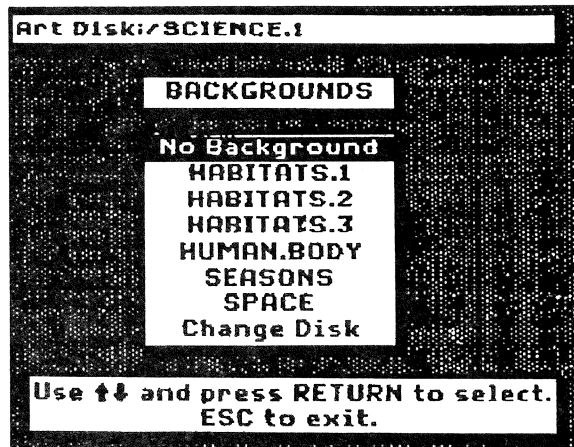 Art Disk:/SCIENCE.1
BACKGROUNDS
No Background
HABITATS.1
HABITATS.2
HABITATS.3
HUMAN.BODY
SEASONS
SPACE
Change Disk
Use ↑↓ and press RETURN to select.
ESC to exit.